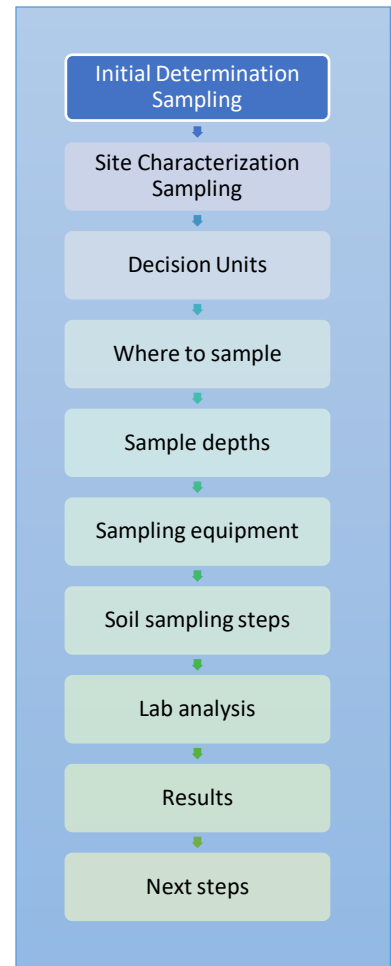 Initial Determination
Sampling
Site Characterization
Sampling
Decision Units
Where to sample
Sample depths
Sampling equipment
Soil sampling steps
Lab analysis
Results
Next steps